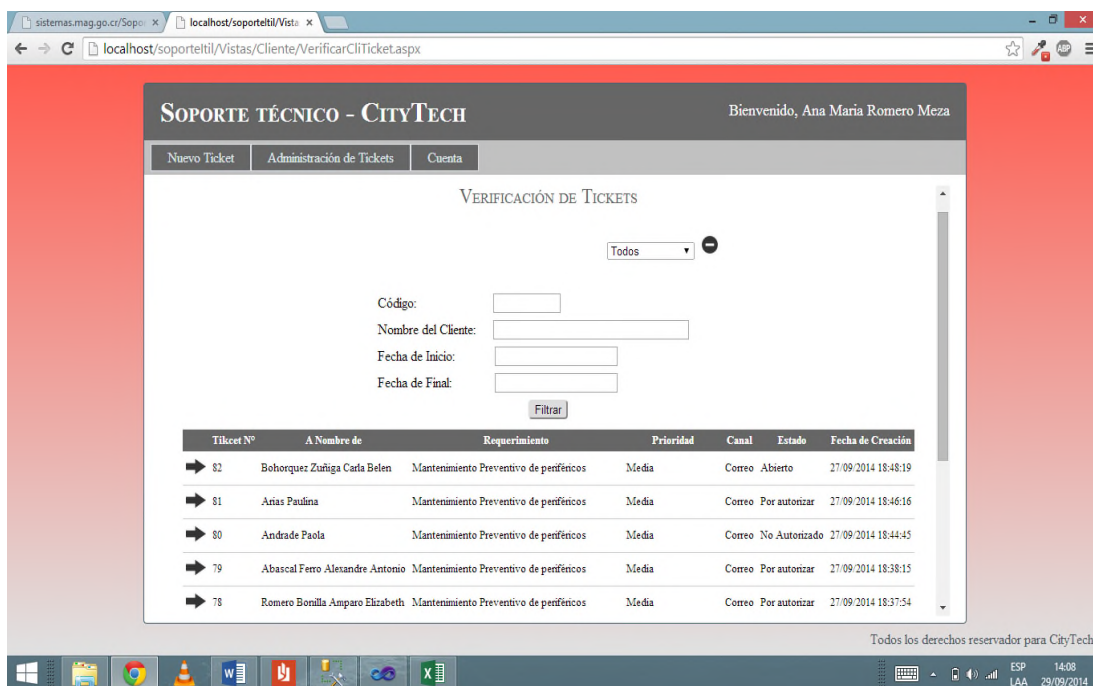 sistemas.mag.go.cr/Sopor
localhost/soporteltil/Vista
localhost/soporteltil/Vistas/Cliente/VerificarCliTicket.aspx
ABP
SOPORTE TÉCNICO - CITYTECH
Bienvenido, Ana Maria Romero Meza
Nuevo Ticket Administración de Tickets Cuenta
VERIFICACIÓN DE TICKETS
Todos
Código:
Nombre del Cliente:
Fecha de Inicio:
Fecha de Final:
Filtrar
Tikcet N° A Nombre de Requerimiento Prioridad Canal Estado Fecha de Creación
82 Bohorquez Zuñiga Carla Belen Mantenimiento Preventivo de periféricos Media Correo Abierto 27/09/2014 18:48:19
81 Arias Paulina Mantenimiento Preventivo de periféricos Media Correo Por autorizar 27/09/2014 18:46:16
80 Andrade Paola Mantenimiento Preventivo de periféricos Media Correo No Autorizado 27/09/2014 18:44:45
79 Abascal Ferro Alexandre Antonio Mantenimiento Preventivo de periféricos Media Correo Por autorizar 27/09/2014 18:38:15
78 Romero Bonilla Amparo Elizabeth Mantenimiento Preventivo de periféricos Media Correo Por autorizar 27/09/2014 18:37:54
Todos los derechos reservador para CityTech
ESP 14:08
LAA 29/09/2014